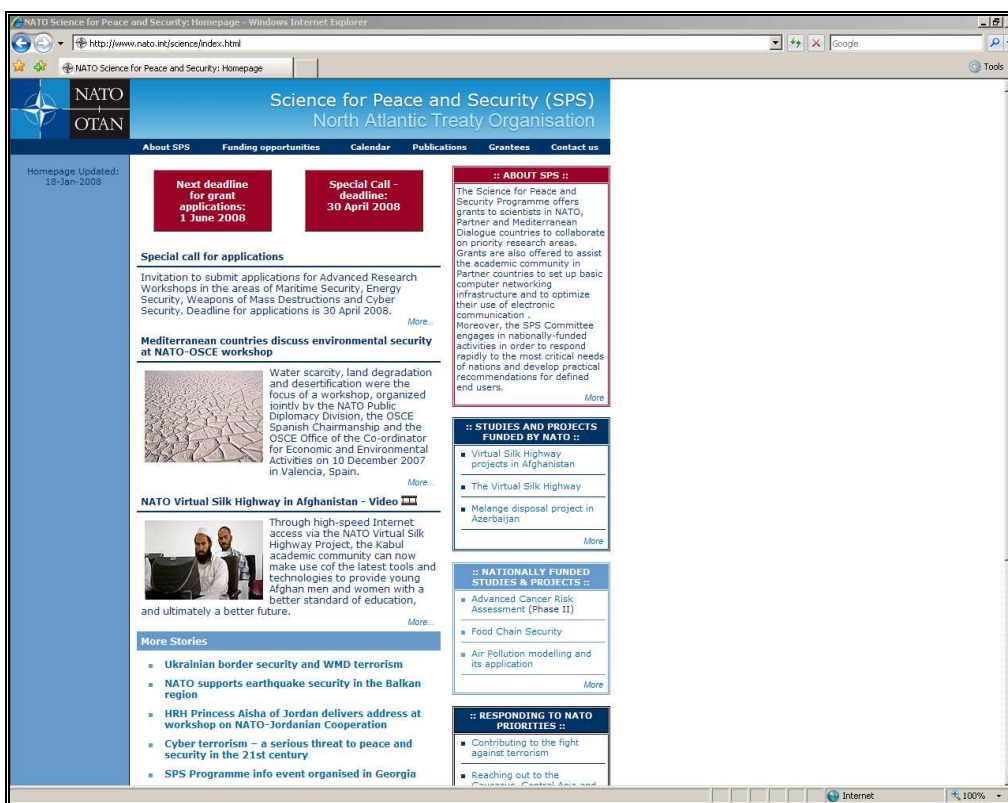 NATO Science for Peace and Security: Homepage - Windows Internet Explorer
http://www.nato.int/science/index.html
Google
NATO Science for Peace and Security: Homepage
Tools
NATO
OTAN
Science for Peace and Security (SPS)
North Atlantic Treaty Organisation
About SPS Funding opportunities Calendar Publications Grantees Contact us
Homepage Updated:
18-Jan-2008
Next deadline
for grant
applications:
1 June 2008
Special Call -
deadline:
30 April 2008
Special call for applications
Invitation to submit applications for Advanced Research
Workshops in the areas of Maritime Security, Energy
Security, Weapons of Mass Destructions and Cyber
Security. Deadline for applications is 30 April 2008.
More...
Mediterranean countries discuss environmental security
at NATO-OSCE workshop
Water scarcity, land degradation
and desertification were the
focus of a workshop, organized
jointly by the NATO Public
Diplomacy Division, the OSCE
Spanish Chairmanship and the
OSCE Office of the Co-ordinator
for Economic and Environmental
Activities on 10 December 2007
in Valencia, Spain.
More...
NATO Virtual Silk Highway in Afghanistan - Video
Through high-speed Internet
access via the NATO Virtual Silk
Highway Project, the Kabul
academic community can now
make use cof the latest tools and
technologies to provide young
Afghan men and women with a
better standard of education,
and ultimately a better future.
More...
More Stories
Ukrainian border security and WMD terrorism
NATO supports earthquake security in the Balkan
region
HRH Princess Aisha of Jordan delivers address at
workshop on NATO-Jordanian Cooperation
Cyber terrorism – a serious threat to peace and
security in the 21st century
SPS Programme info event organised in Georgia
:: ABOUT SPS ::
The Science for Peace and
Security Programme offers
grants to scientists in NATO,
Partner and Mediterranean
Dialogue countries to collaborate
on priority research areas.
Grants are also offered to assist
the academic community in
Partner countries to set up basic
computer networking
infrastructure and to optimize
their use of electronic
communication .
Moreover, the SPS Committee
engages in nationally-funded
activities in order to respond
rapidly to the most critical needs
of nations and develop practical
recommendations for defined
end users.
More
:: STUDIES AND PROJECTS
FUNDED BY NATO ::
Virtual Silk Highway
projects in Afghanistan
The Virtual Silk Highway
Melange disposal project in
Azerbaijan
More
:: NATIONALLY FUNDED
STUDIES & PROJECTS ::
Advanced Cancer Risk
Assessment (Phase II)
Food Chain Security
Air Pollution modelling and
its application
More
:: RESPONDING TO NATO
PRIORITIES ::
Contributing to the fight
against terrorism
Reaching out to the
Caucasus, Central Asia and
Internet
100%